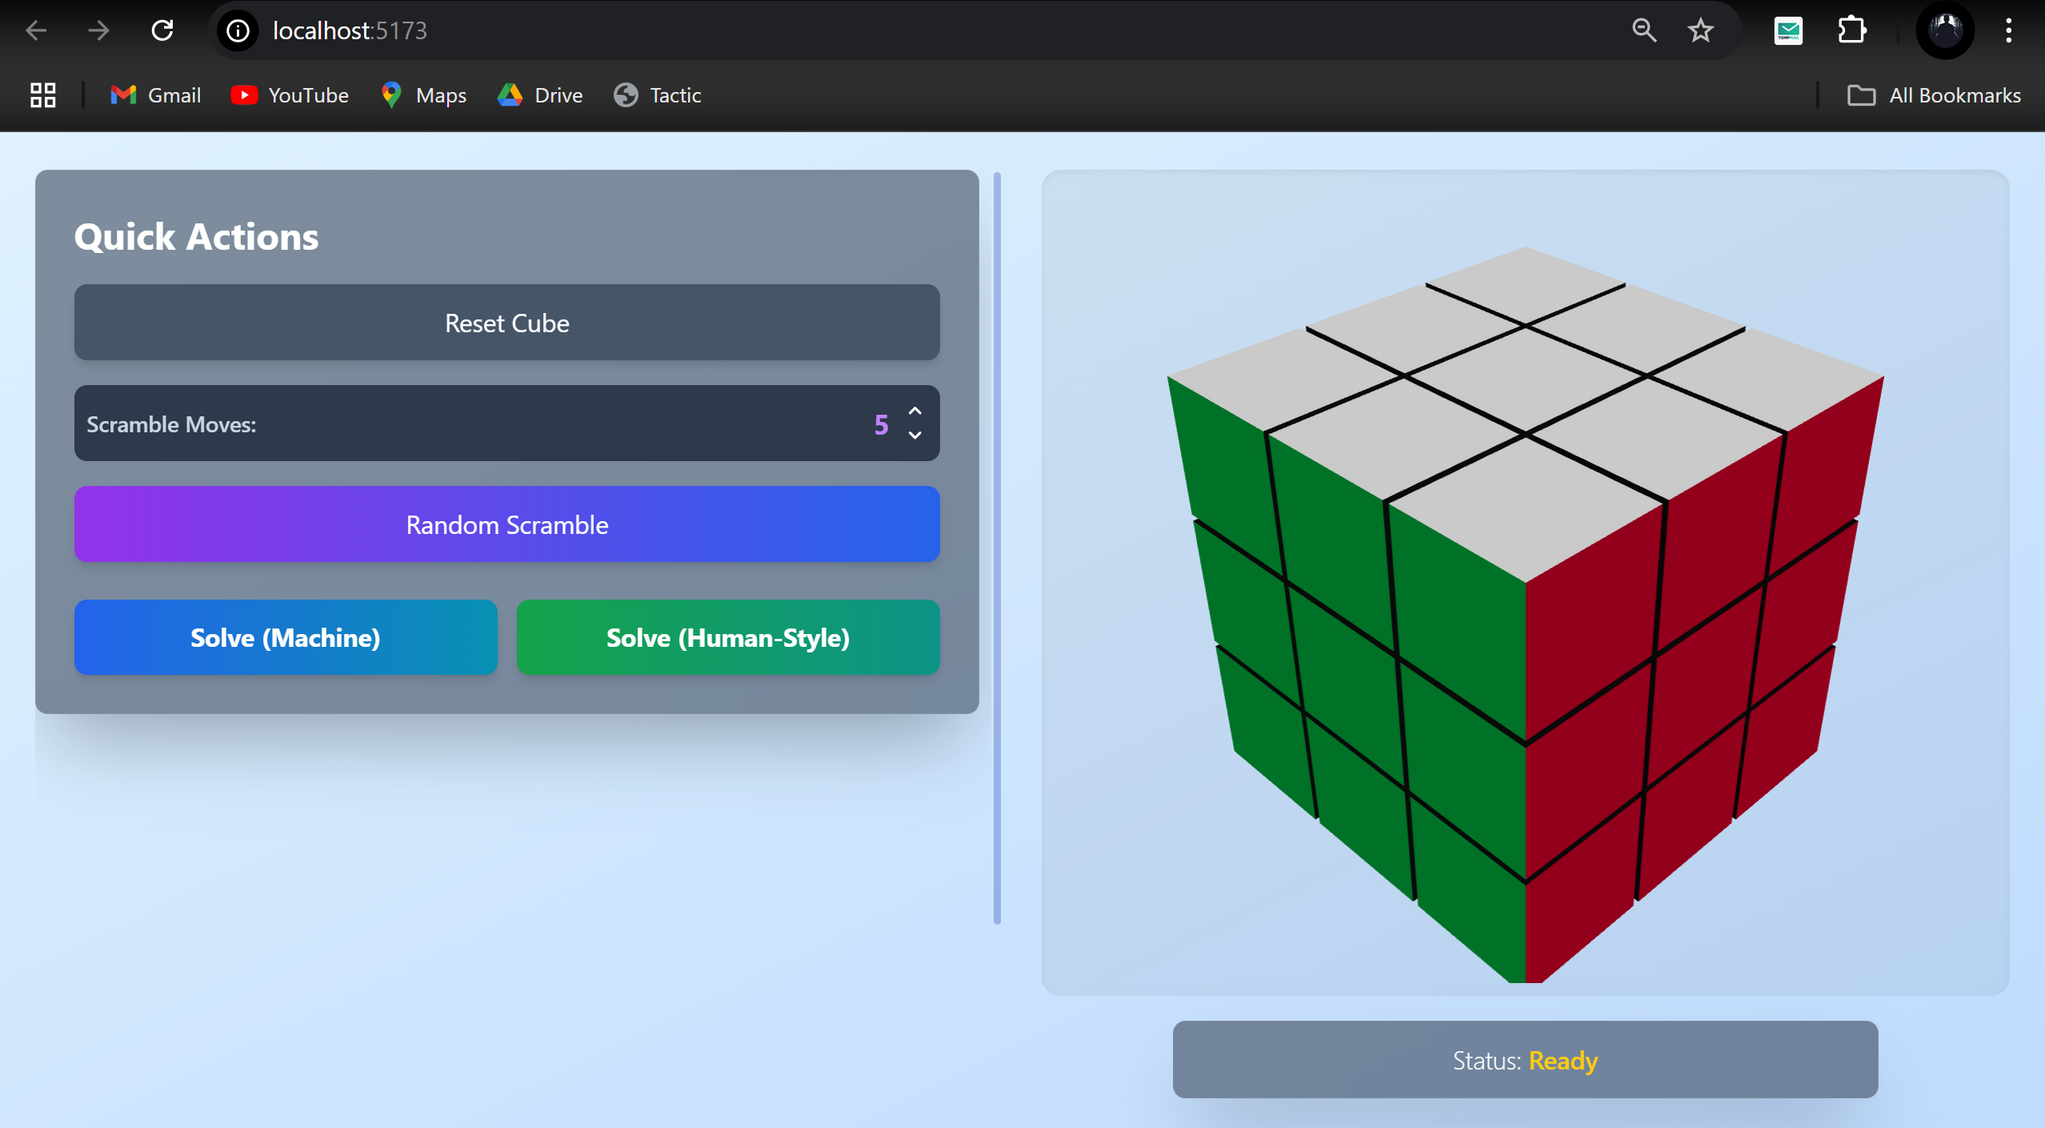 localhost:5173
Gmail YouTube Maps Drive Tactic All Bookmarks
Quick Actions
Reset Cube
Scramble Moves: 5
Random Scramble
Solve (Machine) Solve (Human-Style)
Status: Ready